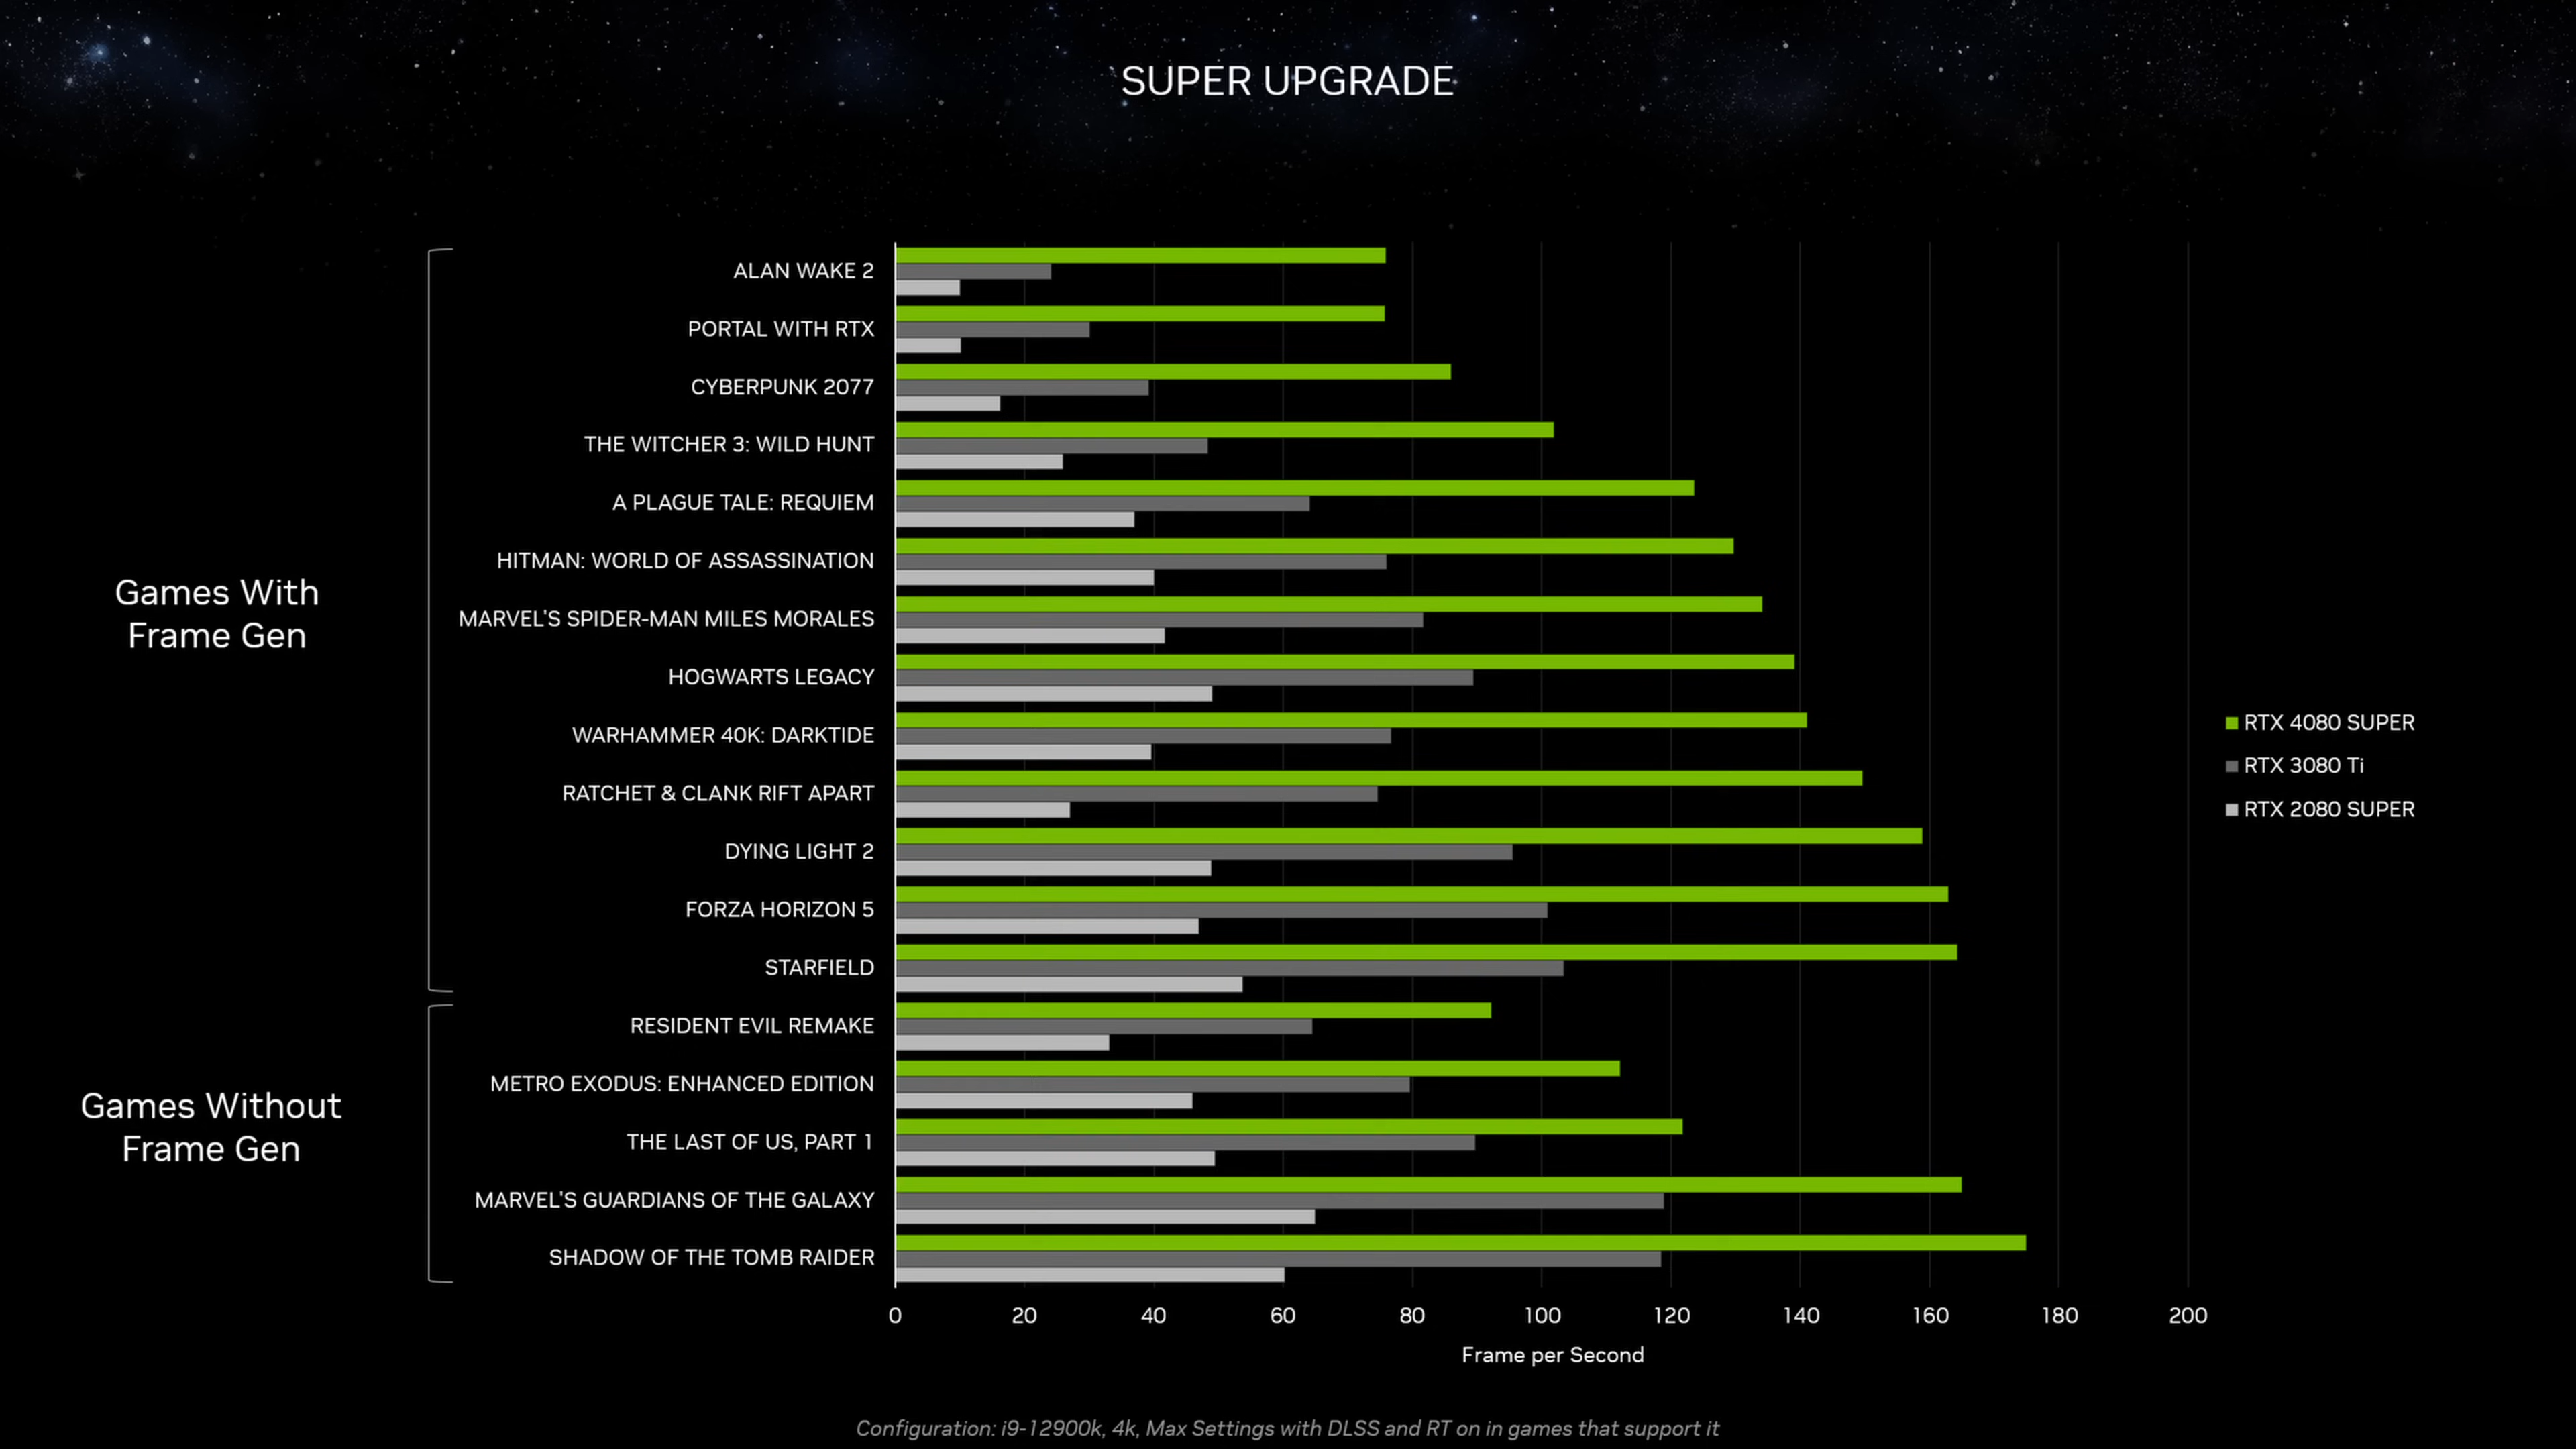 SUPER UPGRADE
Games With
Frame Gen
ALAN WAKE 2
PORTAL WITH RTX
CYBERPUNK 2077
THE WITCHER 3: WILD HUNT
A PLAGUE TALE: REQUIEM
HITMAN: WORLD OF ASSASSINATION
MARVEL'S SPIDER-MAN MILES MORALES
HOGWARTS LEGACY
WARHAMMER 40K: DARKTIDE
RATCHET & CLANK RIFT APART
DYING LIGHT 2
FORZA HORIZON 5
STARFIELD
Games Without
Frame Gen
RESIDENT EVIL REMAKE
METRO EXODUS: ENHANCED EDITION
THE LAST OF US, PART 1
MARVEL'S GUARDIANS OF THE GALAXY
SHADOW OF THE TOMB RAIDER
0 20 40 60 80 100 120 140 160 180 200
Frame per Second
RTX 4080 SUPER
RTX 3080 Ti
RTX 2080 SUPER
Configuration: i9-12900k, 4k, Max Settings with DLSS and RT on in games that support it